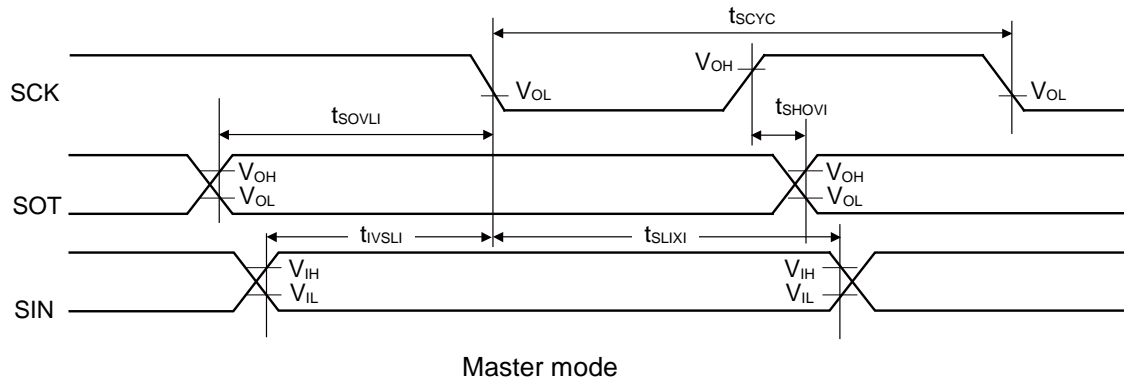 tSCYC
SCK
VOH
VOL
VOL
tSHOVI
tSOVLI
SOT
VOH
VOL
VOH
VOL
tIVSLI
tSLIXI
SIN
VIH
VIL
VIH
VIL
Master mode